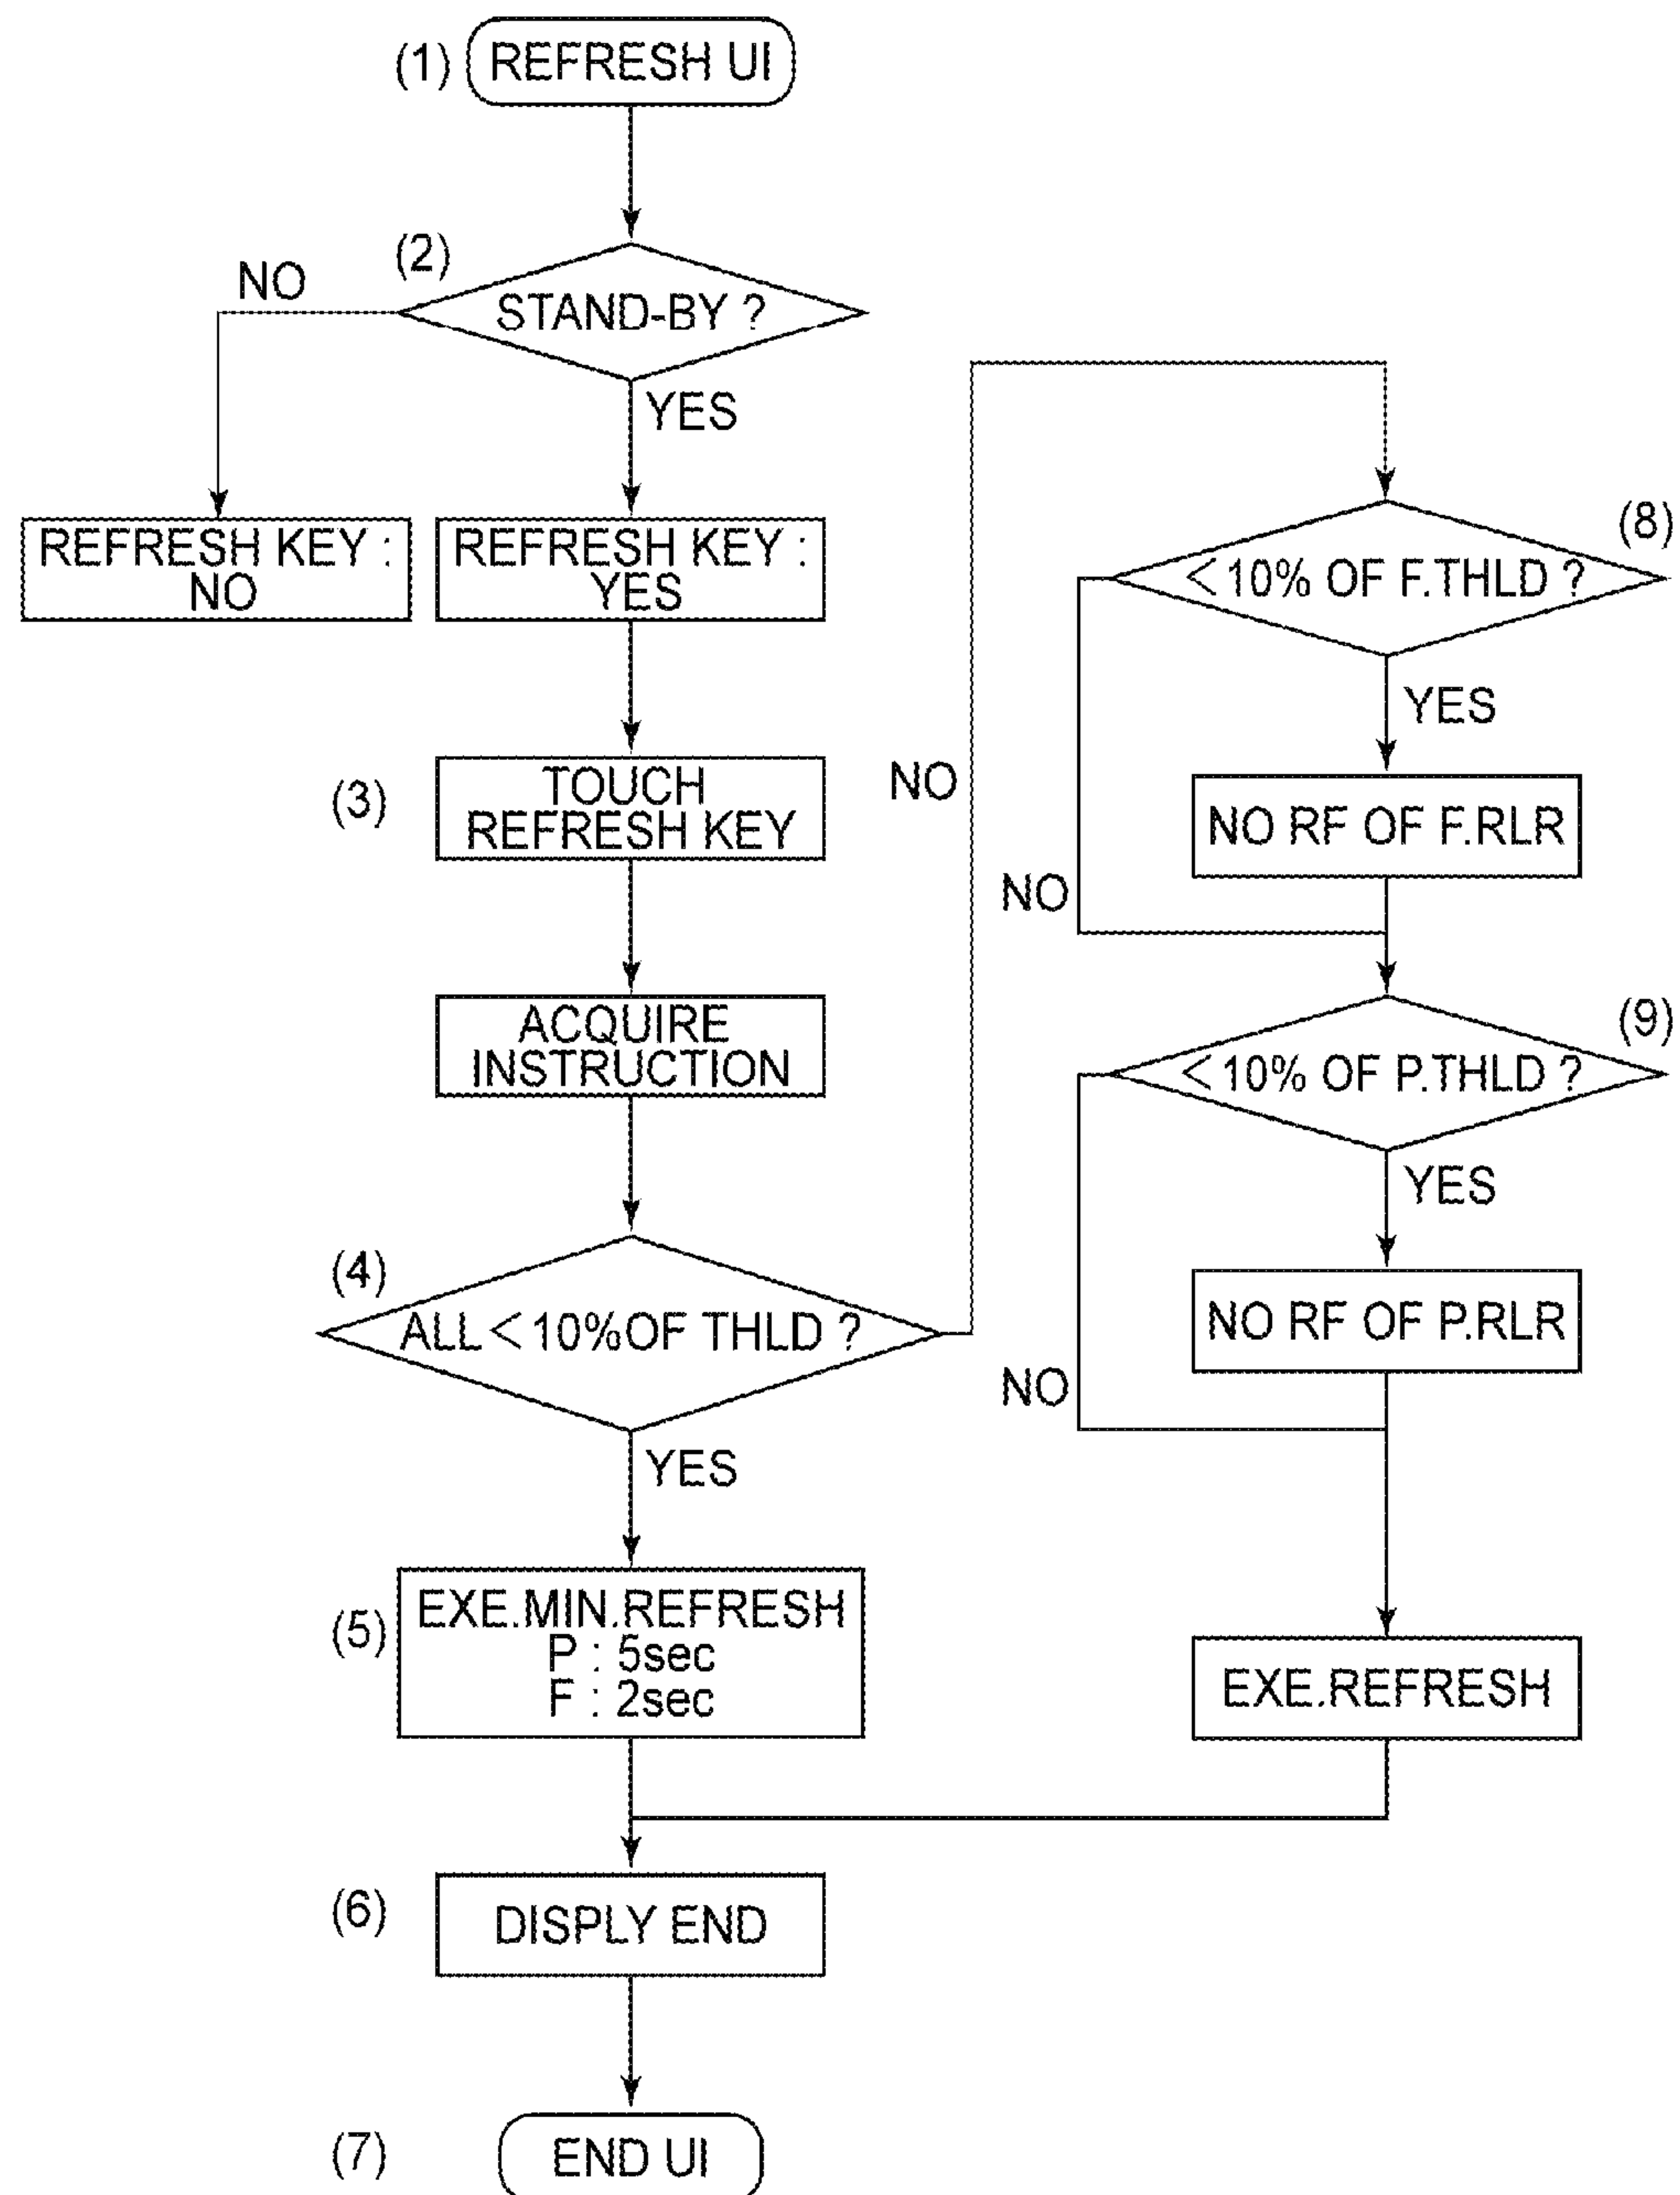 (1) REFRESH UI
(2)
STAND-BY ?
NO
YES
REFRESH KEY :
NO
REFRESH KEY :
YES
(3)
TOUCH
REFRESH KEY
ACQUIRE
INSTRUCTION
(4)
ALL <10%OF THLD ?
NO
YES
(5)
EXE.MIN.REFRESH
P : 5sec
F : 2sec
(6)
DISPLY END
(7)
END UI
(8)
<10% OF F.THLD ?
YES
NO RF OF F.RLR
NO
(9)
<10% OF P.THLD ?
YES
NO RF OF P.RLR
NO
EXE.REFRESH